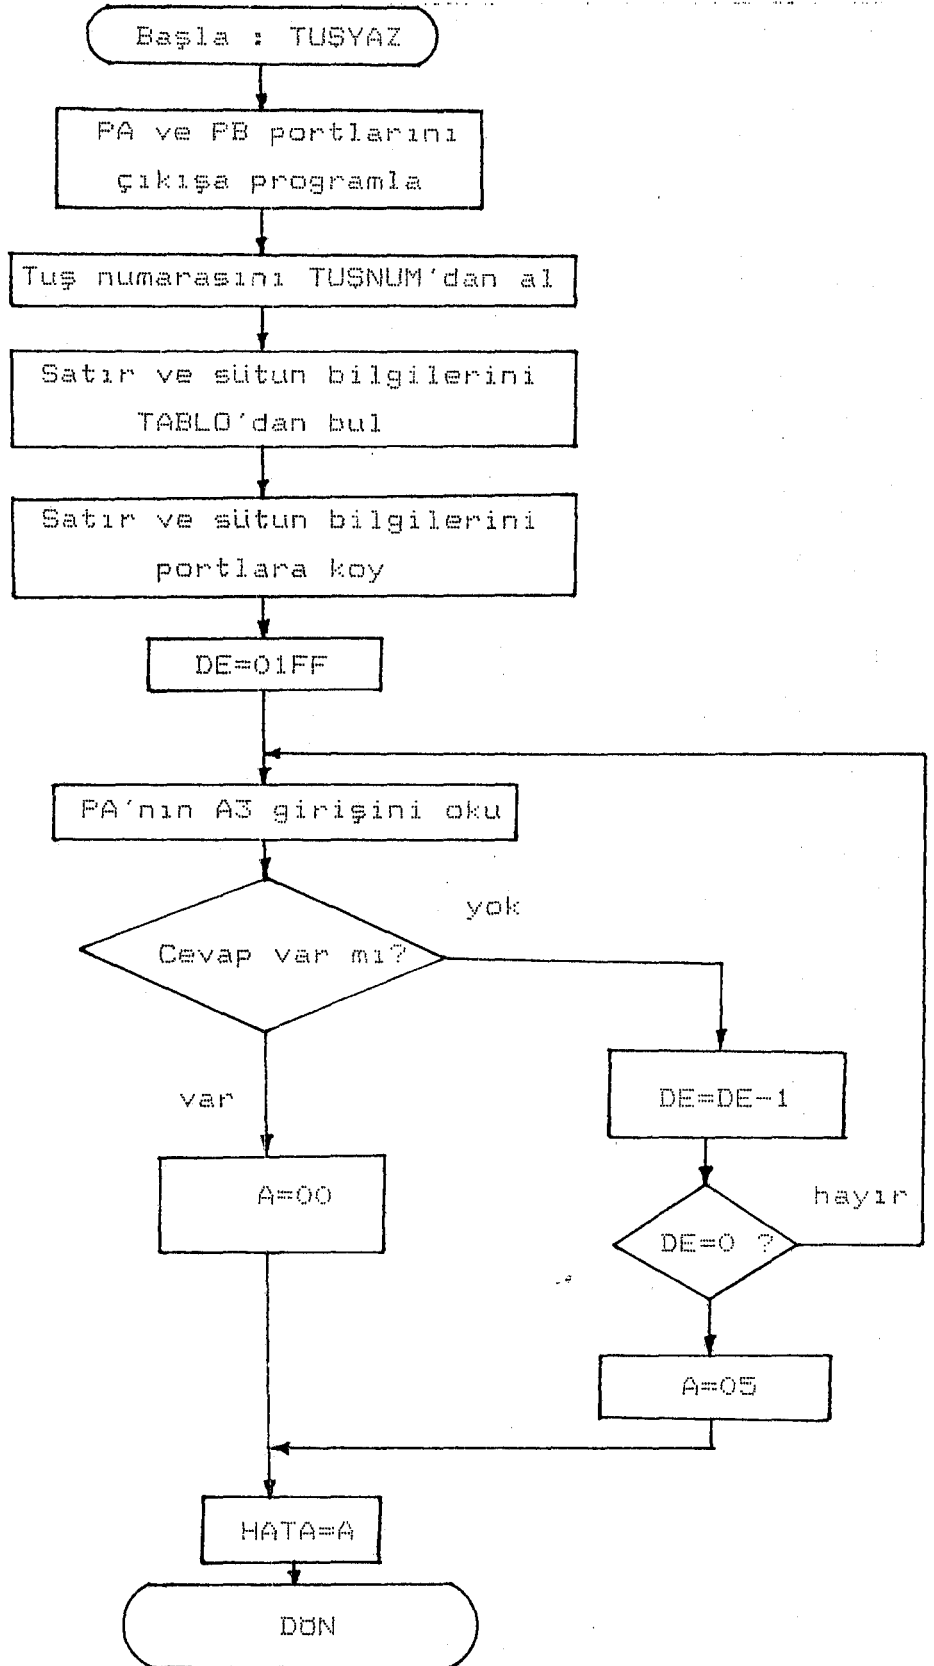 Başla : TUŞYAZ
PA ve PB portlarını
çıkışa programla
Tuş numarasını TUŞNUM'dan al
Satır ve sütun bilgilerini
TABLO'dan bul
Satır ve sütun bilgilerini
portlara koy
DE=01FF
PA'nın A3 girişini oku
yok
Cevap var mı?
DE=DE-1
var
A=00
hayır
DE=0 ?
A=05
HATA=A
DÖN